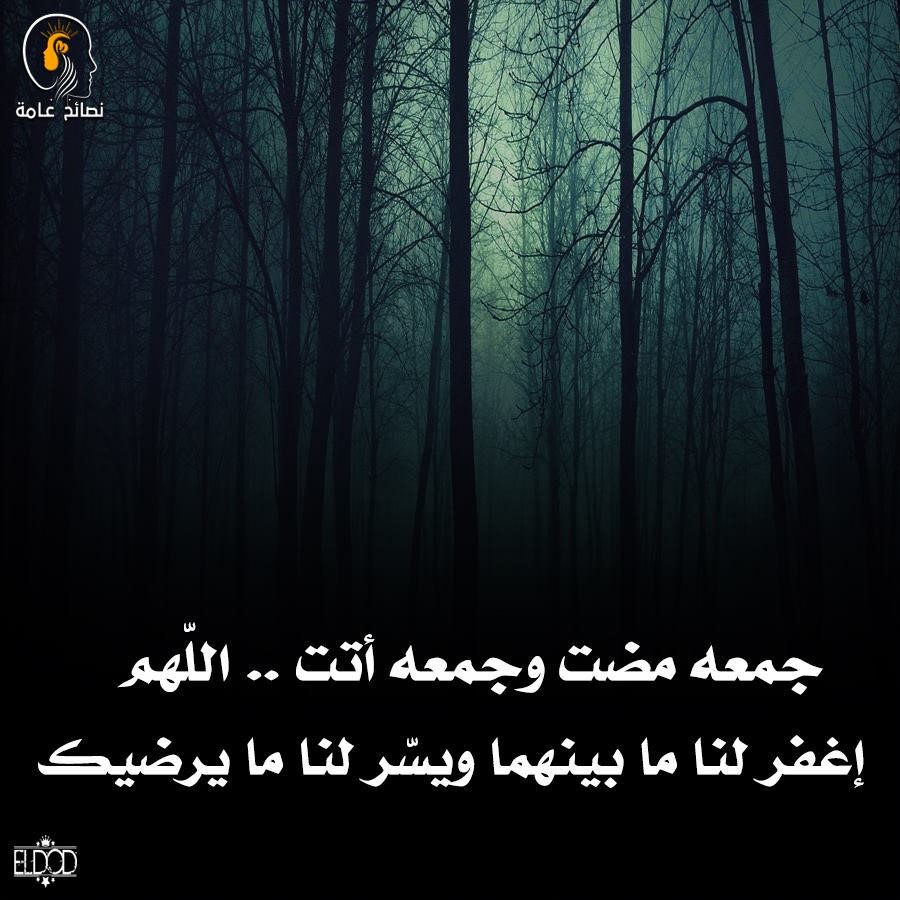 نصائح عامة
جمعه مضت وجمعه أتت .. اللّهم
إغفر لنا ما بينهما ويسّر لنا ما يرضيك
ELDOD